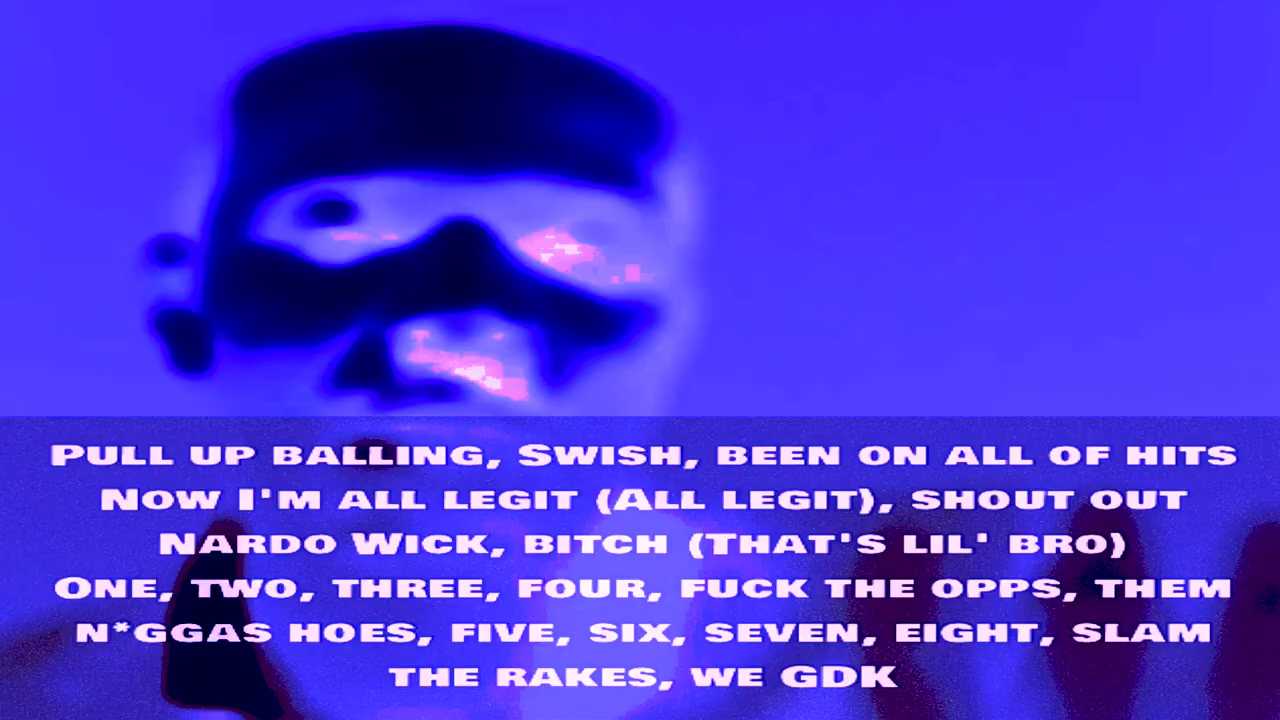 Pull up balling, Swish, been on all of hits
Now I'm all legit (All legit), shout out
Nardo Wick, bitch (That's lil' bro)
One, two, three, four, fuck the opps, them
n*ggas hoes, five, six, seven, eight, slam
the rakes, we GDK